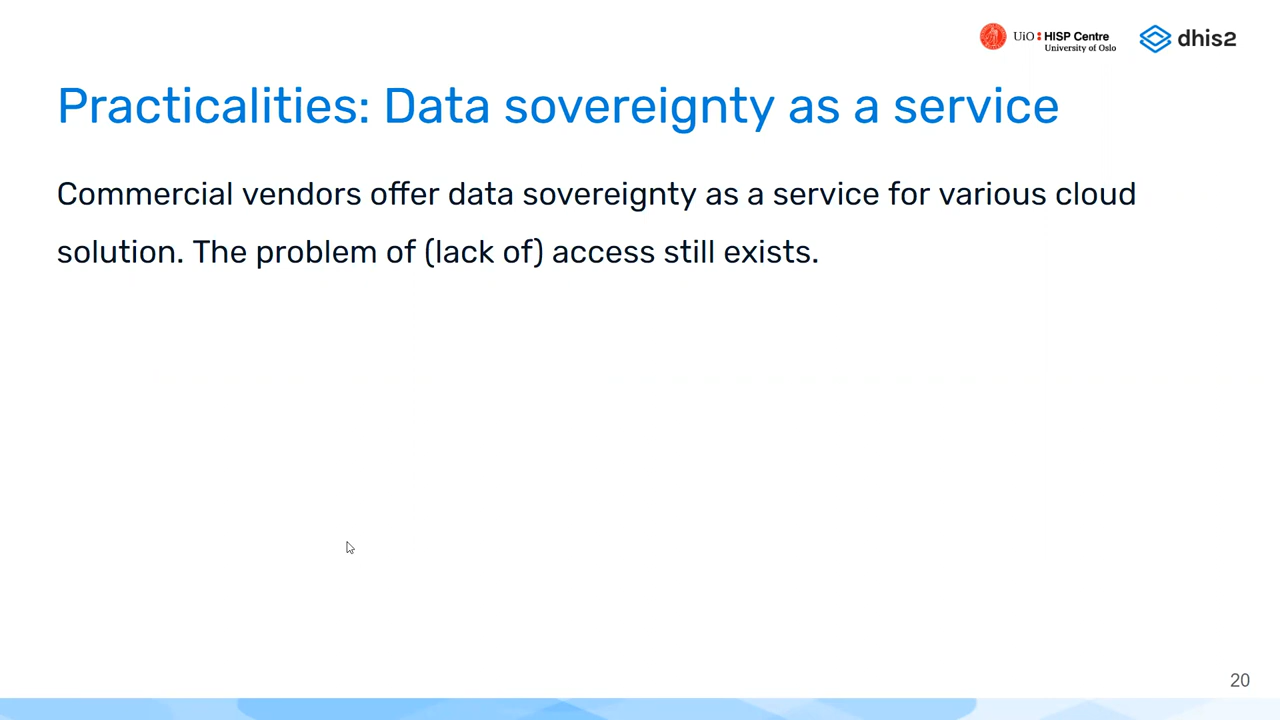 UiO HISP Centre
University of Oslo
dhis2
Practicalities: Data sovereignty as a service
Commercial vendors offer data sovereignty as a service for various cloud
solution. The problem of (lack of) access still exists.
20